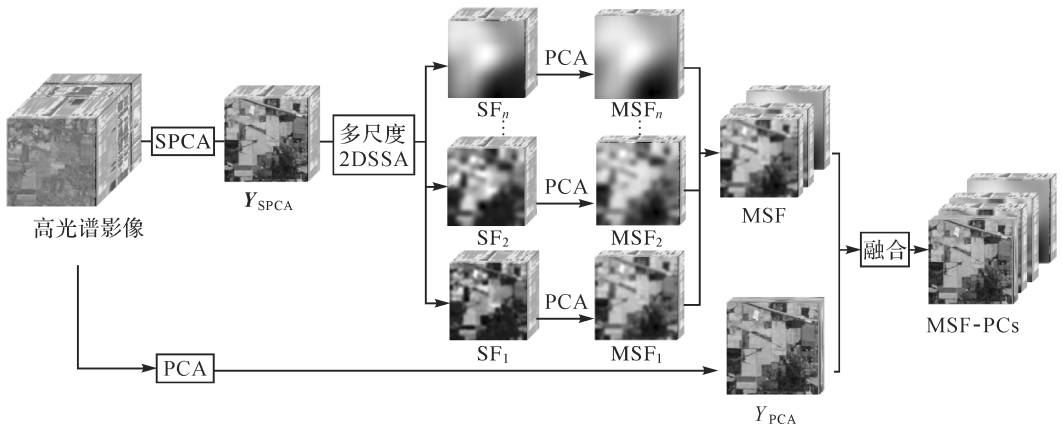 高光谱影像
SPCA
Y_SPCA
多尺度
2DSSA
SF_n
PCA
MSF_n
SF_2
PCA
MSF_2
SF_1
PCA
MSF_1
MSF
PCA
Y_PCA
融合
MSF-PCs